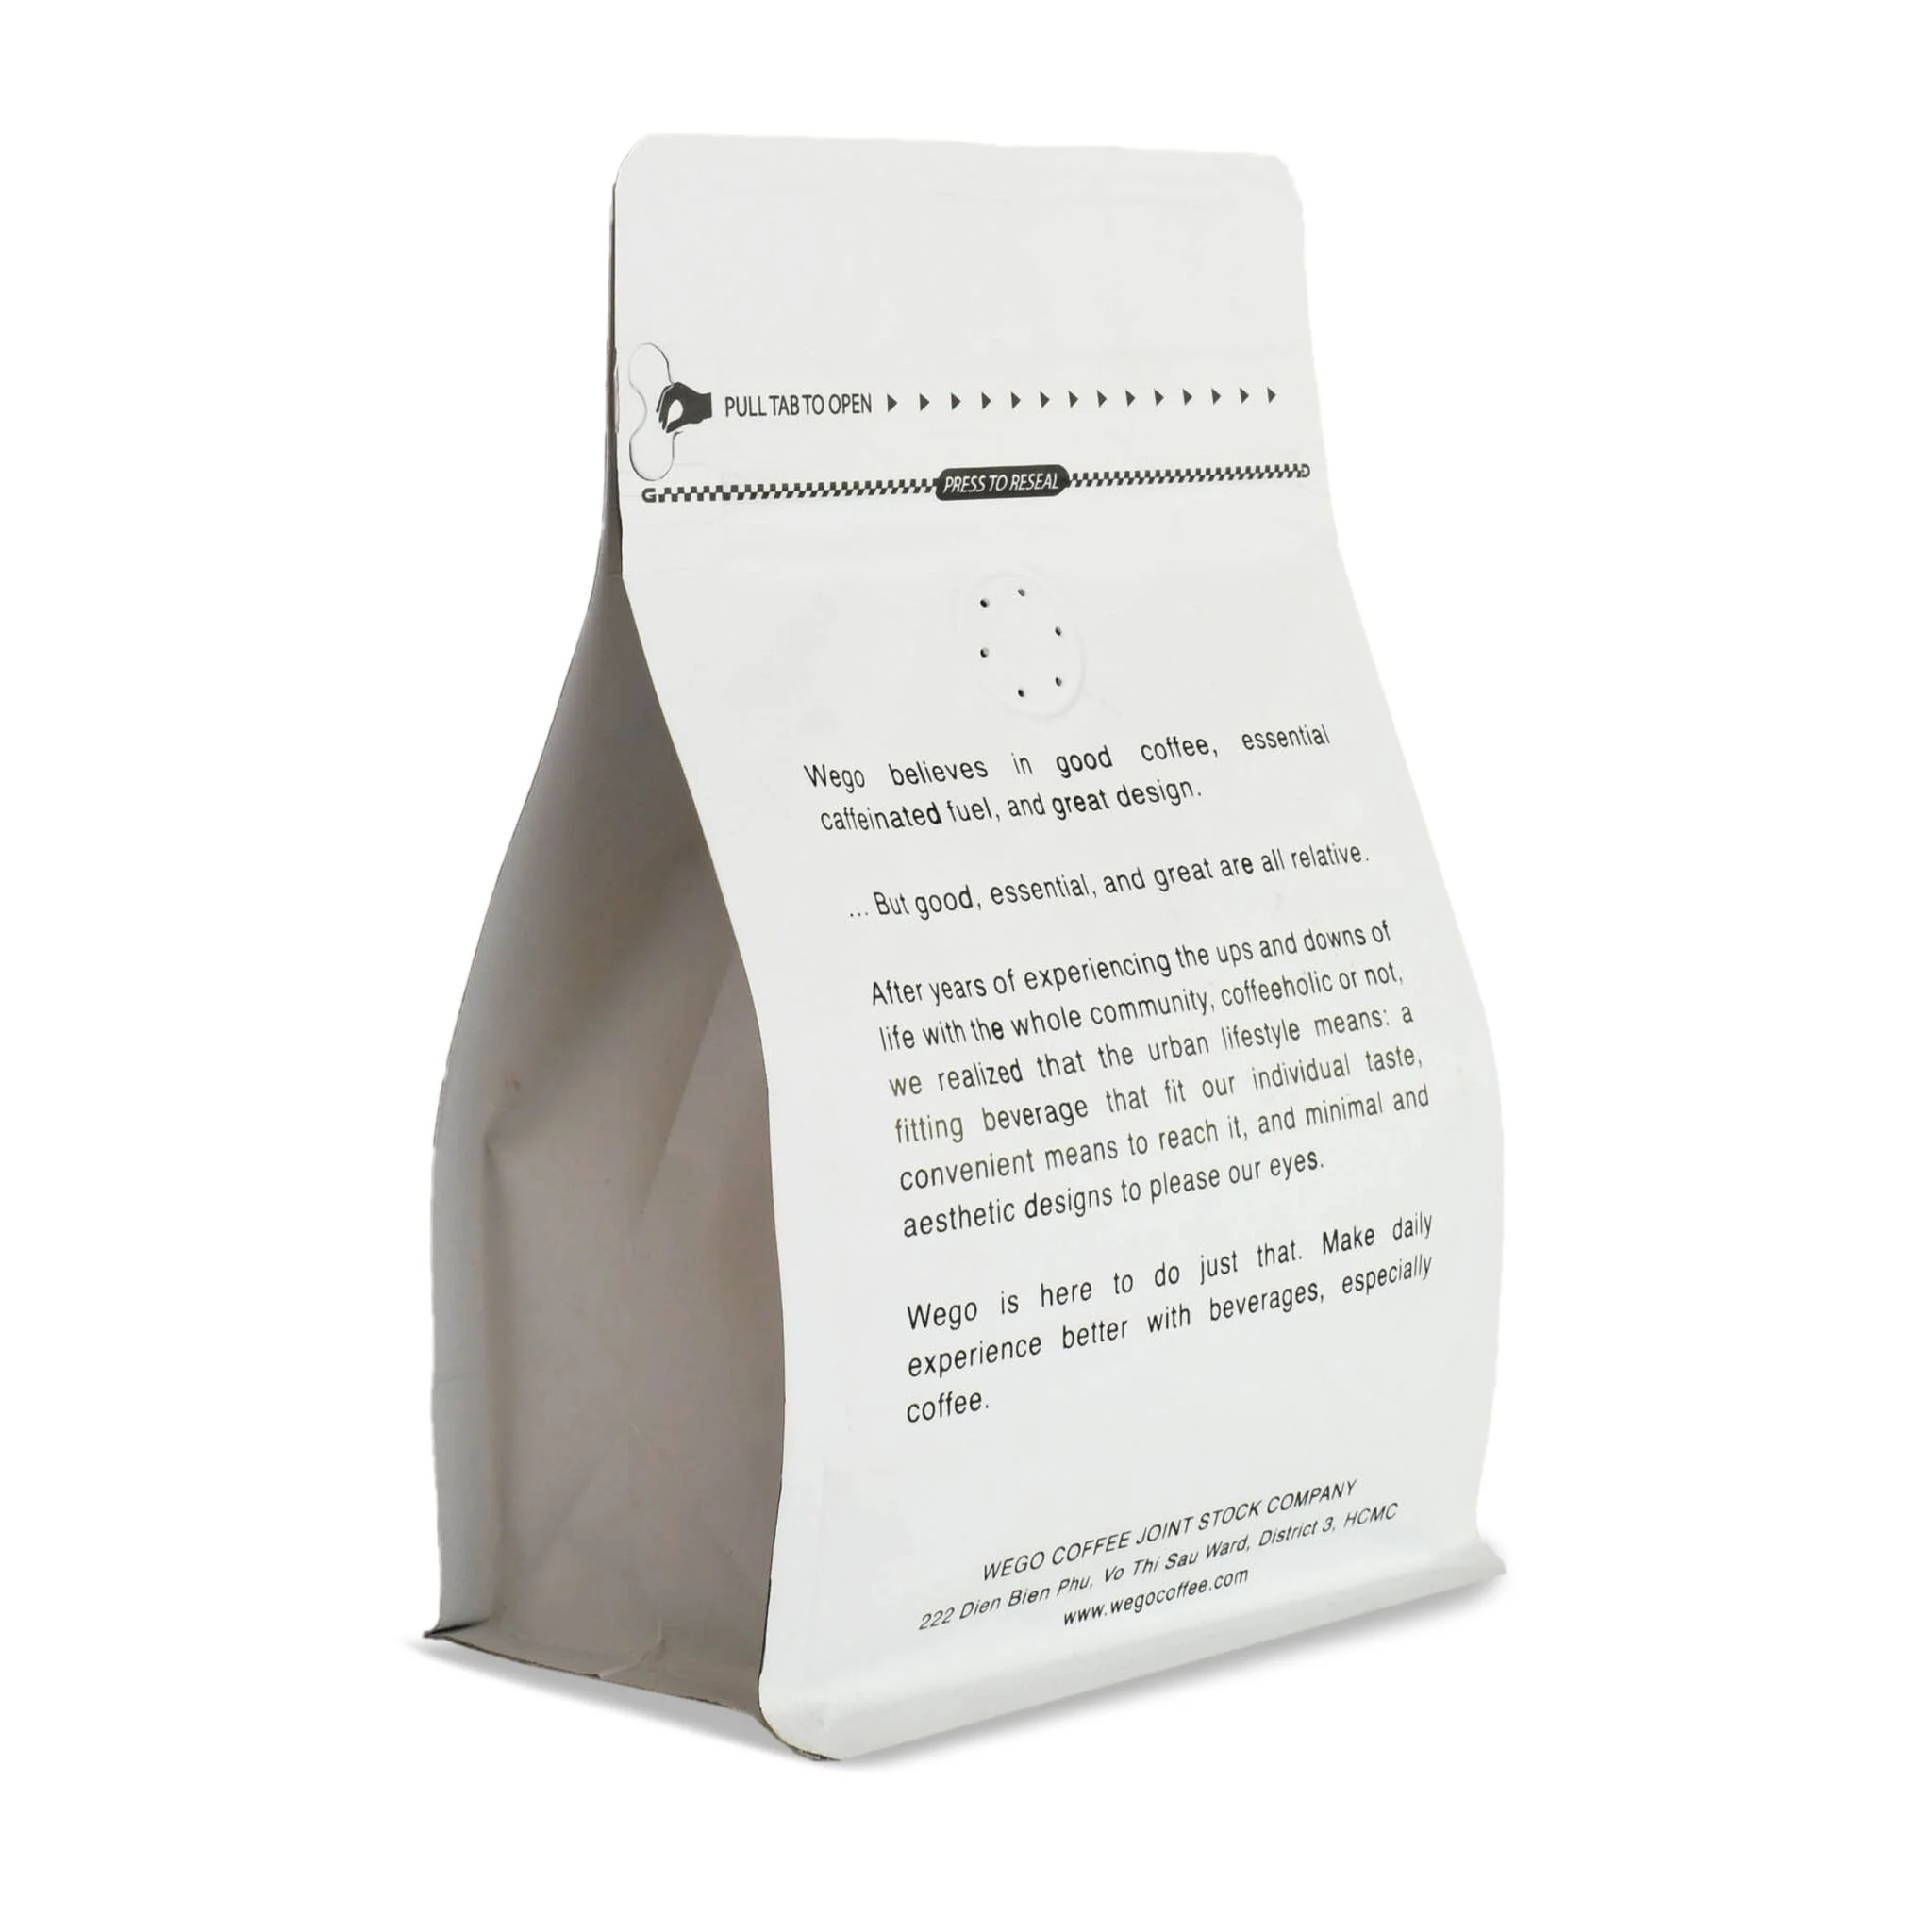 PULL TAB TO OPEN
PRESS TO RESEAL
Wego believes in good coffee, essential
caffeinated fuel, and great design.
... But good, essential, and great are all relative.
After years of experiencing the ups and downs of
life with the whole community, coffeeholic or not,
we realized that the urban lifestyle means: a
fitting beverage that fit our individual taste,
convenient means to reach it, and minimal and
aesthetic designs to please our eyes.
Wego is here to do just that. Make daily
experience better with beverages, especially
coffee.
WEGO COFFEE JOINT STOCK COMPANY
222 Dien Bien Phu, Vo Thi Sau Ward, District 3, HCMC
www.wegocoffee.com